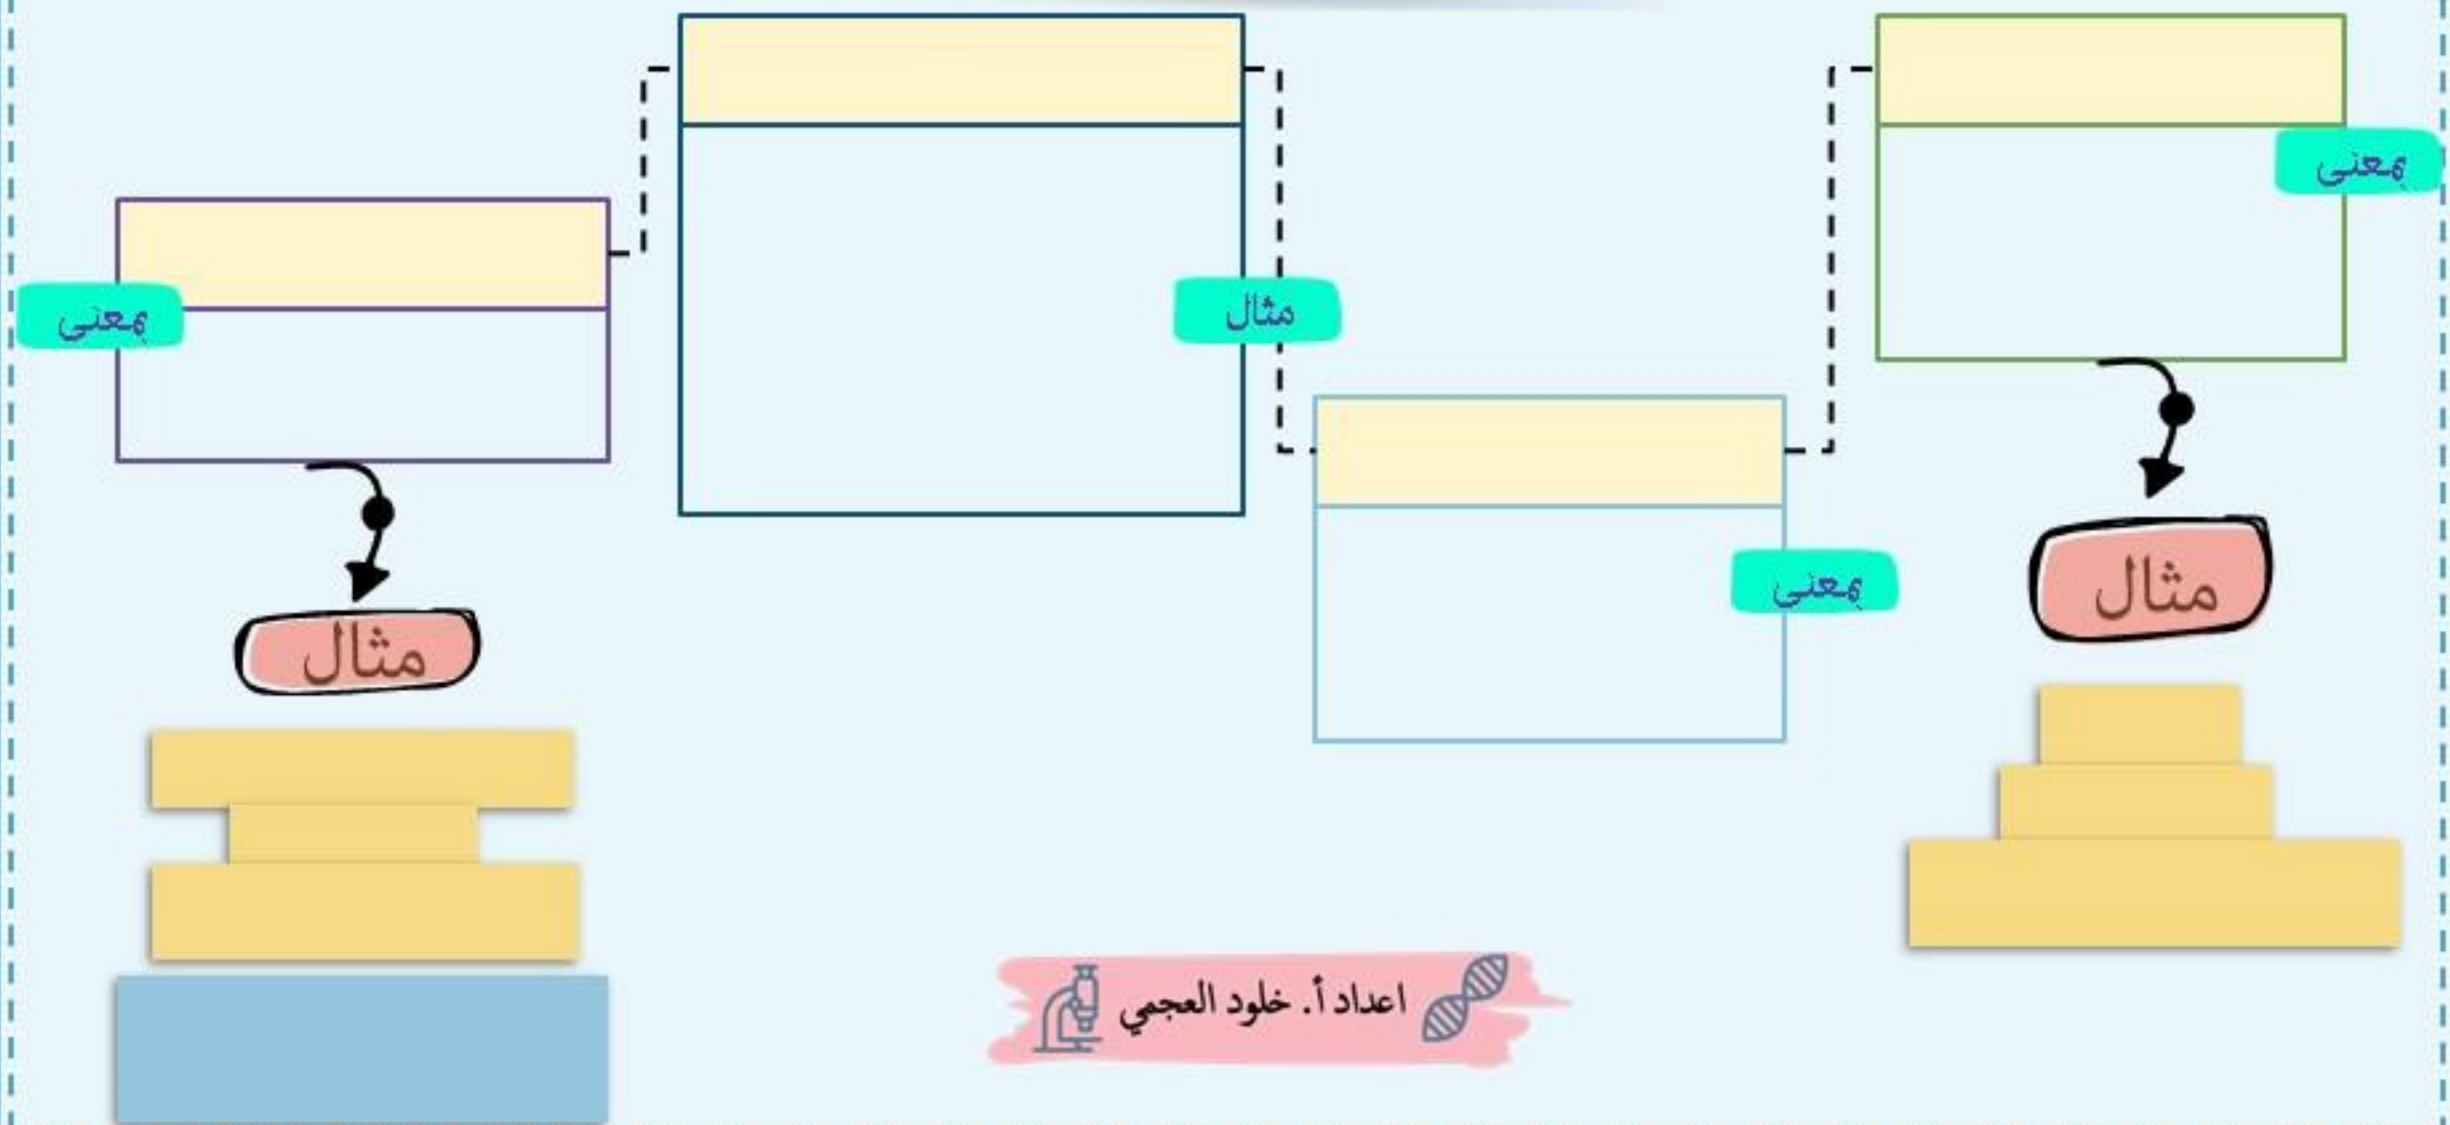 بمعنى
مثال
بمعنى
بمعنى
مثال
مثال
اعداد أ. خلود العجمي